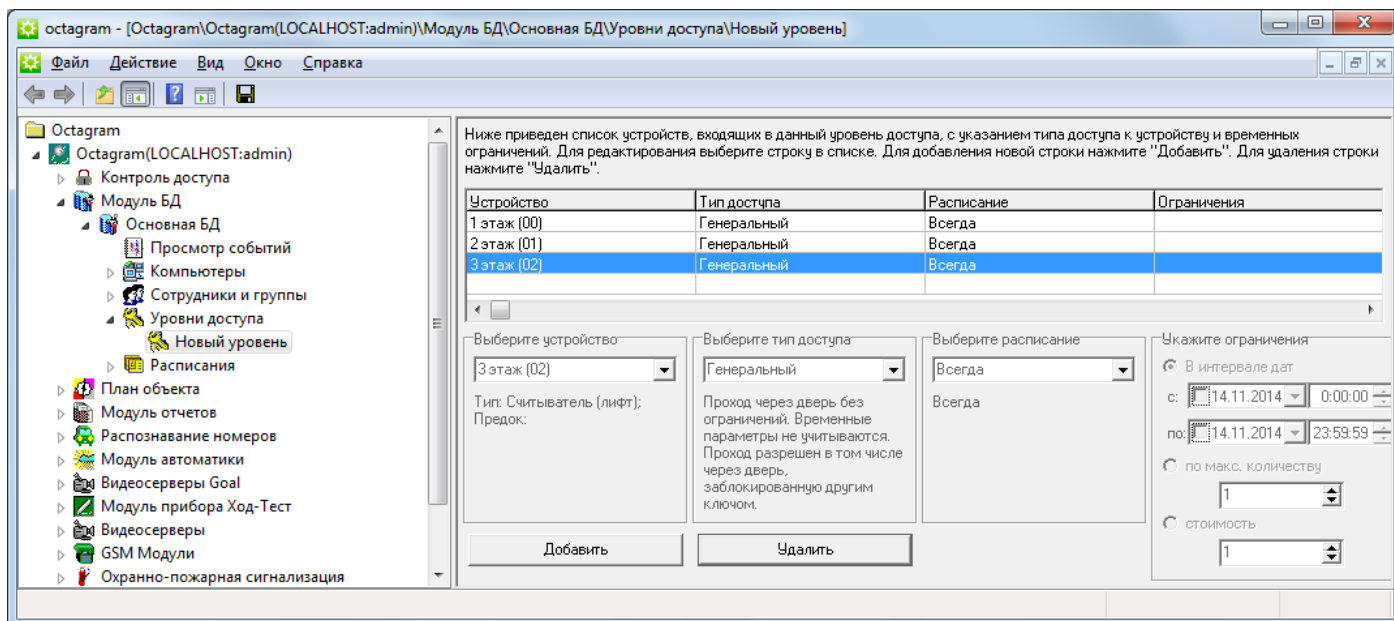 octagram - [Octagram\Octagram(LOCALHOST:admin)\Модуль БД\Основная БД\Уровни доступа\Новый уровень]
Файл Действие Вид Окно Справка
Octagram
Octagram(LOCALHOST:admin)
Контроль доступа
Модуль БД
Основная БД
Просмотр событий
Компьютеры
Сотрудники и группы
Уровни доступа
Новый уровень
Расписания
План объекта
Модуль отчетов
Распознавание номеров
Модуль автоматики
Видеосерверы Goal
Модуль прибора Ход-Тест
Видеосерверы
GSM Модули
Охранно-пожарная сигнализация
Ниже приведен список устройств, входящих в данный уровень доступа, с указанием типа доступа к устройству и временных
ограничений. Для редактирования выберите строку в списке. Для добавления новой строки нажмите "Добавить". Для удаления строки
нажмите "Удалить".
Устройство Тип доступа Расписание Ограничения
1 этаж (00) Генеральный Всегда
2 этаж (01) Генеральный Всегда
3 этаж (02) Генеральный Всегда
Выберите устройство
3 этаж (02)
Тип: Считыватель (лифт);
Предок:
Выберите тип доступа
Генеральный
Проход через дверь без
ограничений. Временные
параметры не учитываются.
Проход разрешен в том числе
через дверь,
заблокированную другим
ключом.
Выберите расписание
Всегда
Всегда
Укажите ограничения
В интервале дат
с: 14.11.2014 0:00:00
по: 14.11.2014 23:59:59
по макс. количеству
1
стоимость
1
Добавить Удалить